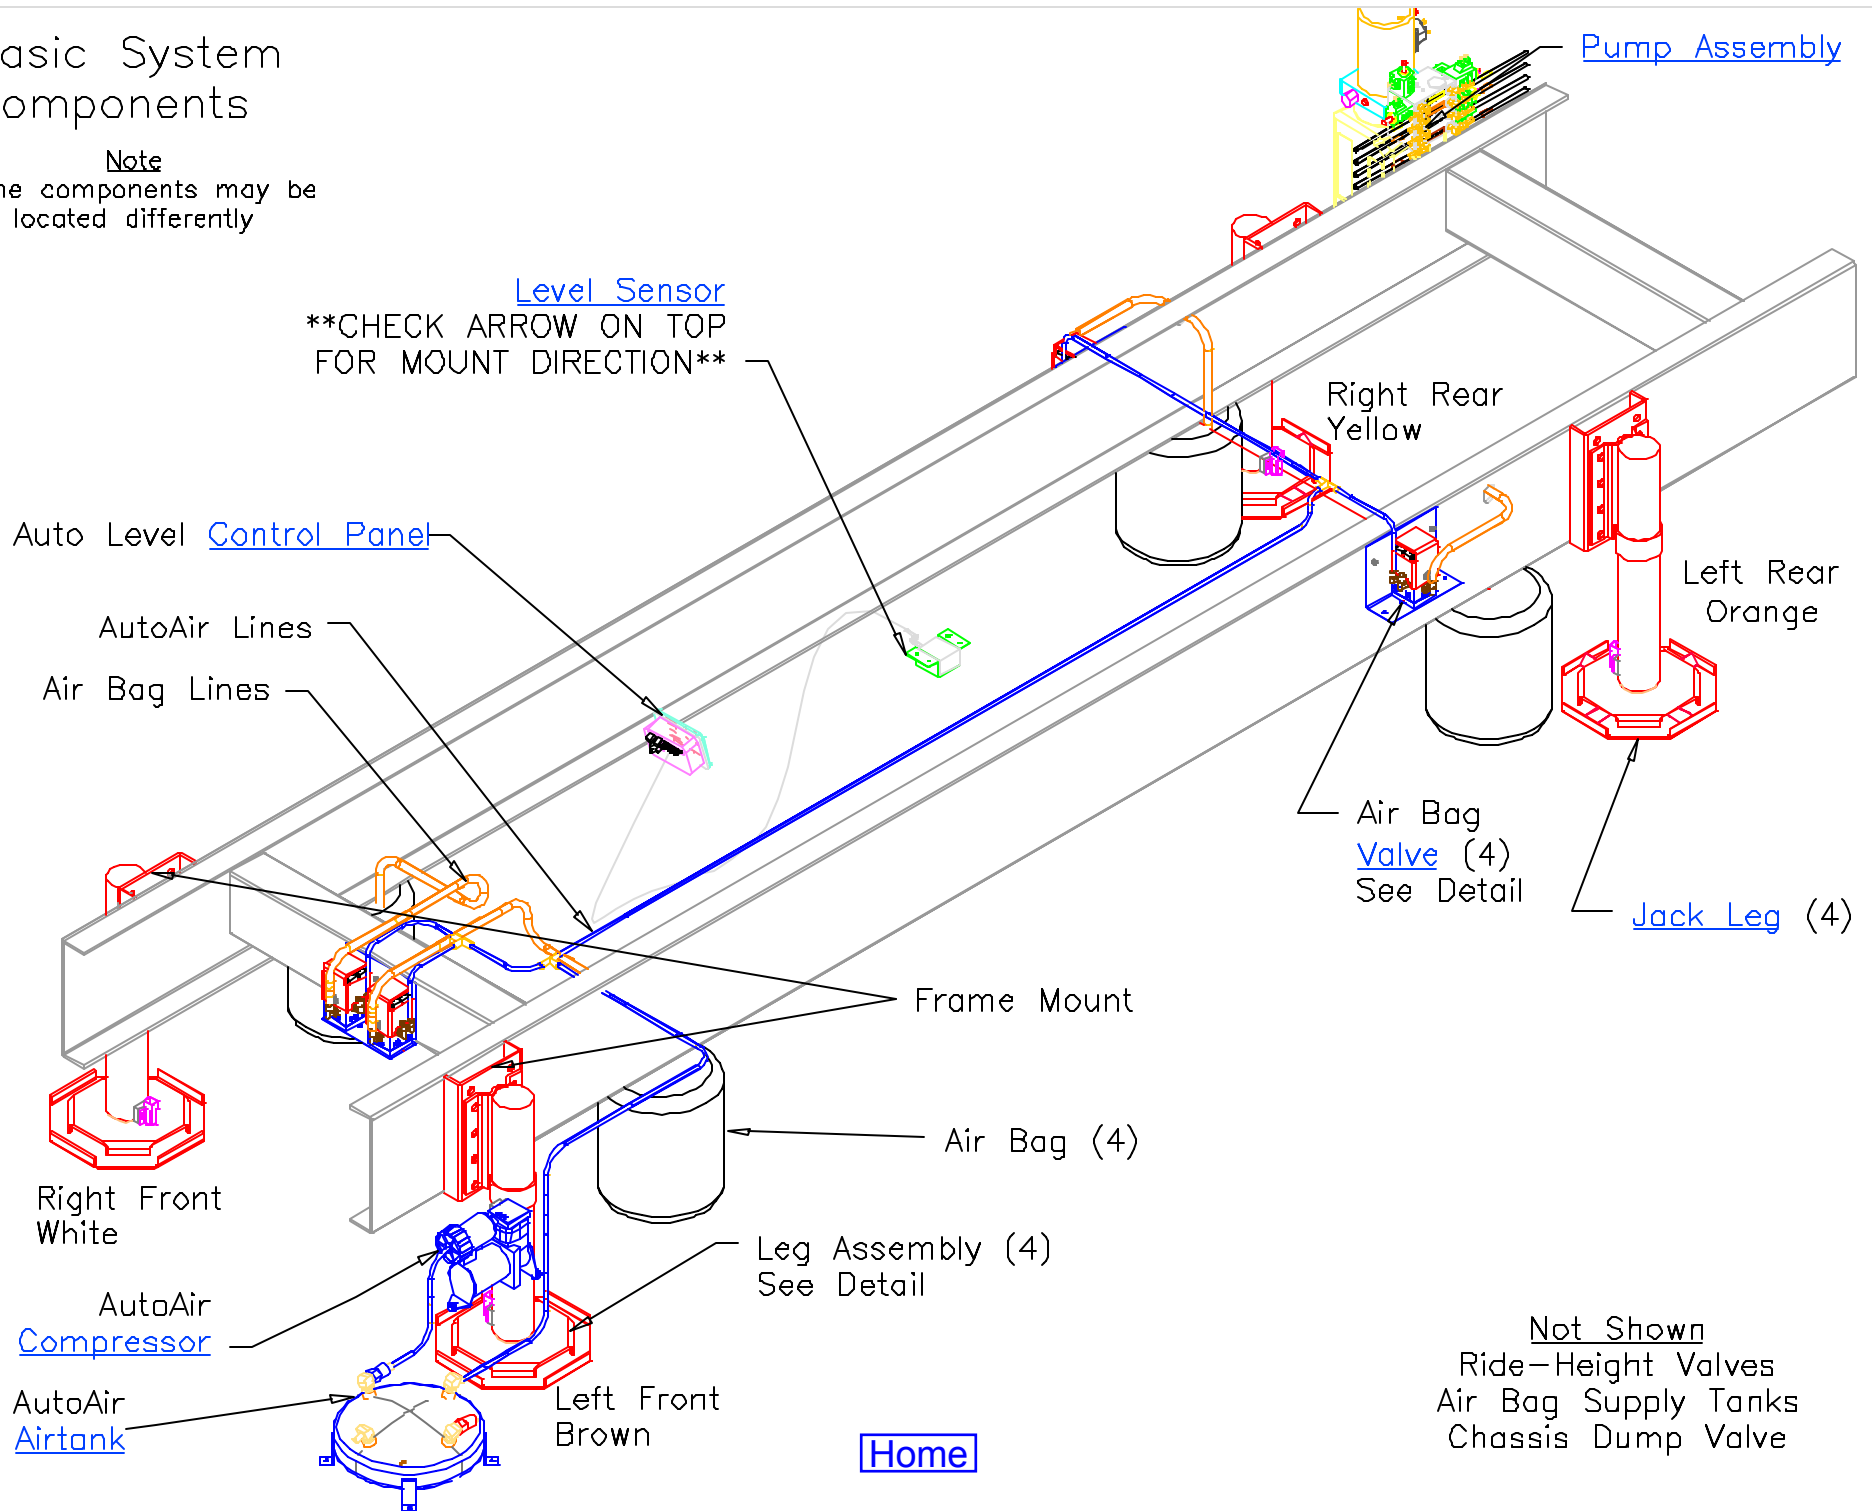 asic System
omponents
Note
ne components may be
located differently
Pump Assembly
Level Sensor
**CHECK ARROW ON TOP
FOR MOUNT DIRECTION**
Right Rear
Yellow
Auto Level Control Panel
Left Rear
Orange
AutoAir Lines
Air Bag Lines
Air Bag
Valve (4)
See Detail
Jack Leg (4)
Frame Mount
Air Bag (4)
Right Front
White
Leg Assembly (4)
See Detail
AutoAir
Compressor
AutoAir
Airtank
Left Front
Brown
Home
Not Shown
Ride-Height Valves
Air Bag Supply Tanks
Chassis Dump Valve